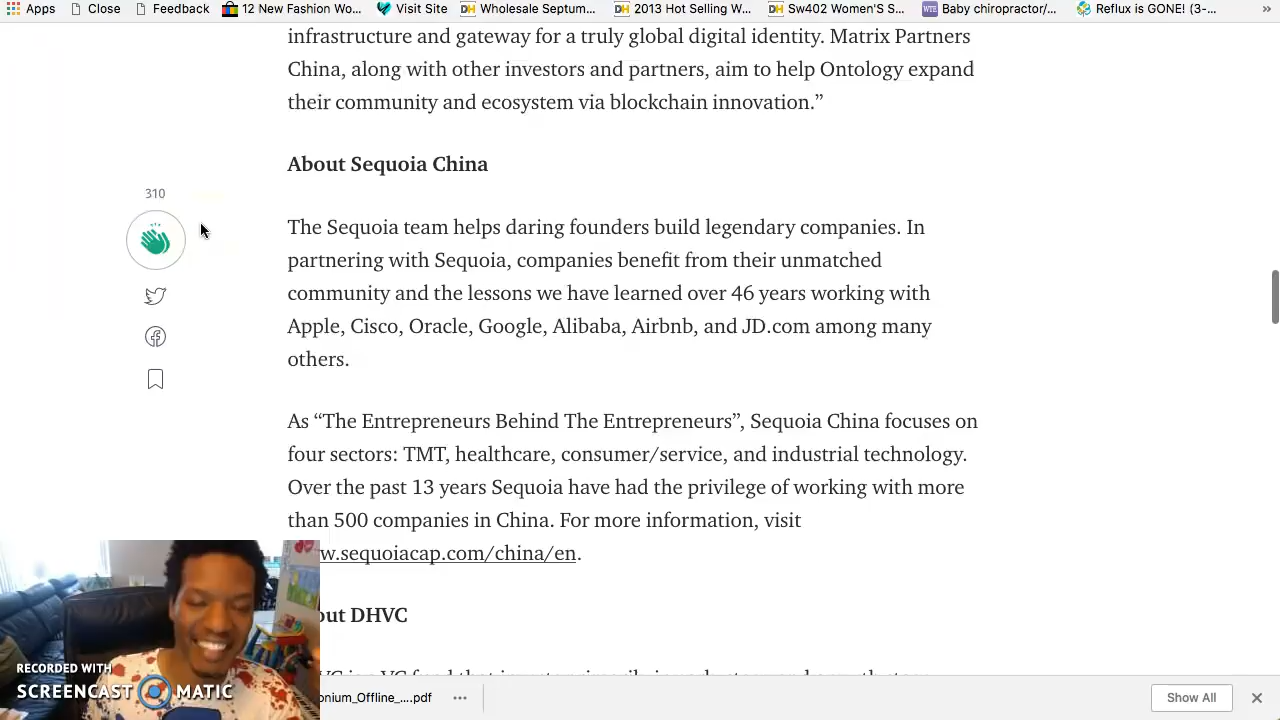 Apps Close Feedback 12 New Fashion Wo... Visit Site Wholesale Septum... 2013 Hot Selling W... Sw402 Women'S S... Baby chiropractor/... Reflux is GONE! (3-... »
infrastructure and gateway for a truly global digital identity. Matrix Partners
China, along with other investors and partners, aim to help Ontology expand
their community and ecosystem via blockchain innovation.”
About Sequoia China
310
The Sequoia team helps daring founders build legendary companies. In
partnering with Sequoia, companies benefit from their unmatched
community and the lessons we have learned over 46 years working with
Apple, Cisco, Oracle, Google, Alibaba, Airbnb, and JD.com among many
others.
As “The Entrepreneurs Behind The Entrepreneurs”, Sequoia China focuses on
four sectors: TMT, healthcare, consumer/service, and industrial technology.
Over the past 13 years Sequoia have had the privilege of working with more
than 500 companies in China. For more information, visit
w.sequoiacap.com/china/en.
out DHVC
RECORDED WITH
SCREENCAST MATIC
onium_Offline_....pdf
Show All